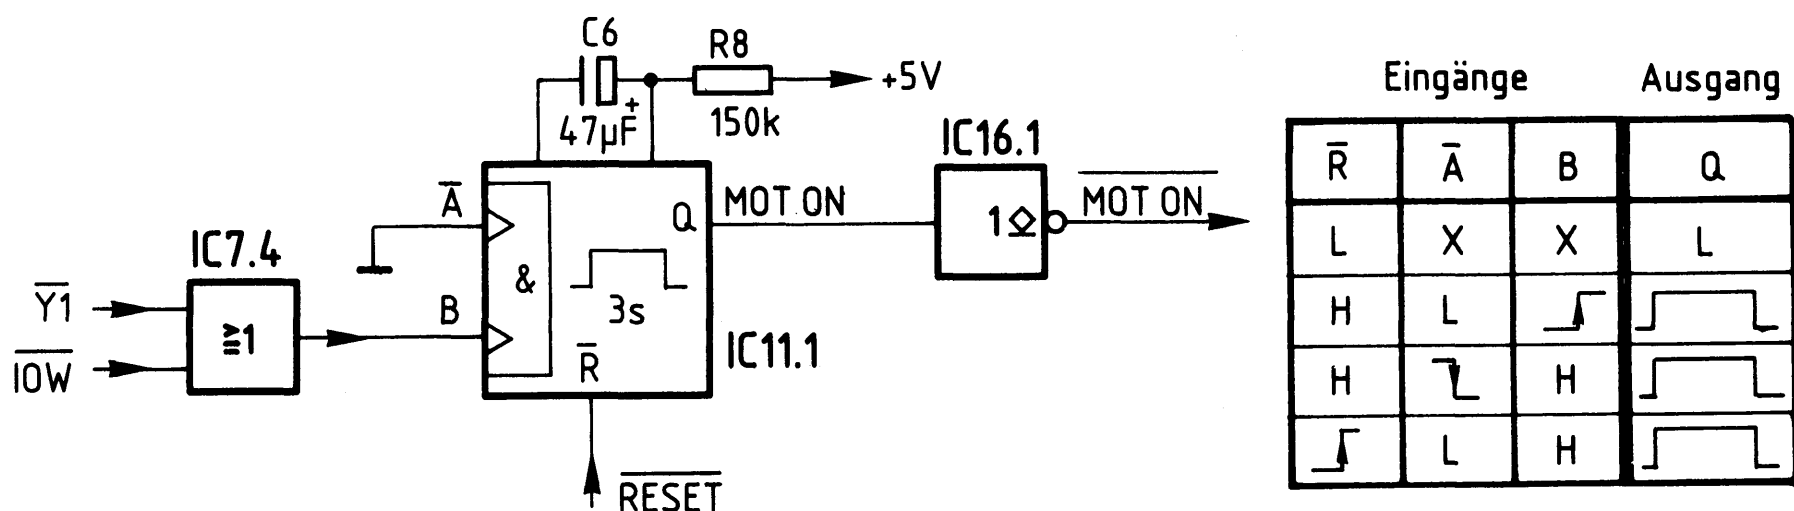 C6
47µF
+
R8
150k
+5V
IC7.4
Y1
IOW
≥1
A
B
&
Q
3s
R
IC11.1
RESET
MOT ON
IC16.1
1
MOT ON
Eingänge Ausgang
R A B Q
L X X L
H L
H H
L H